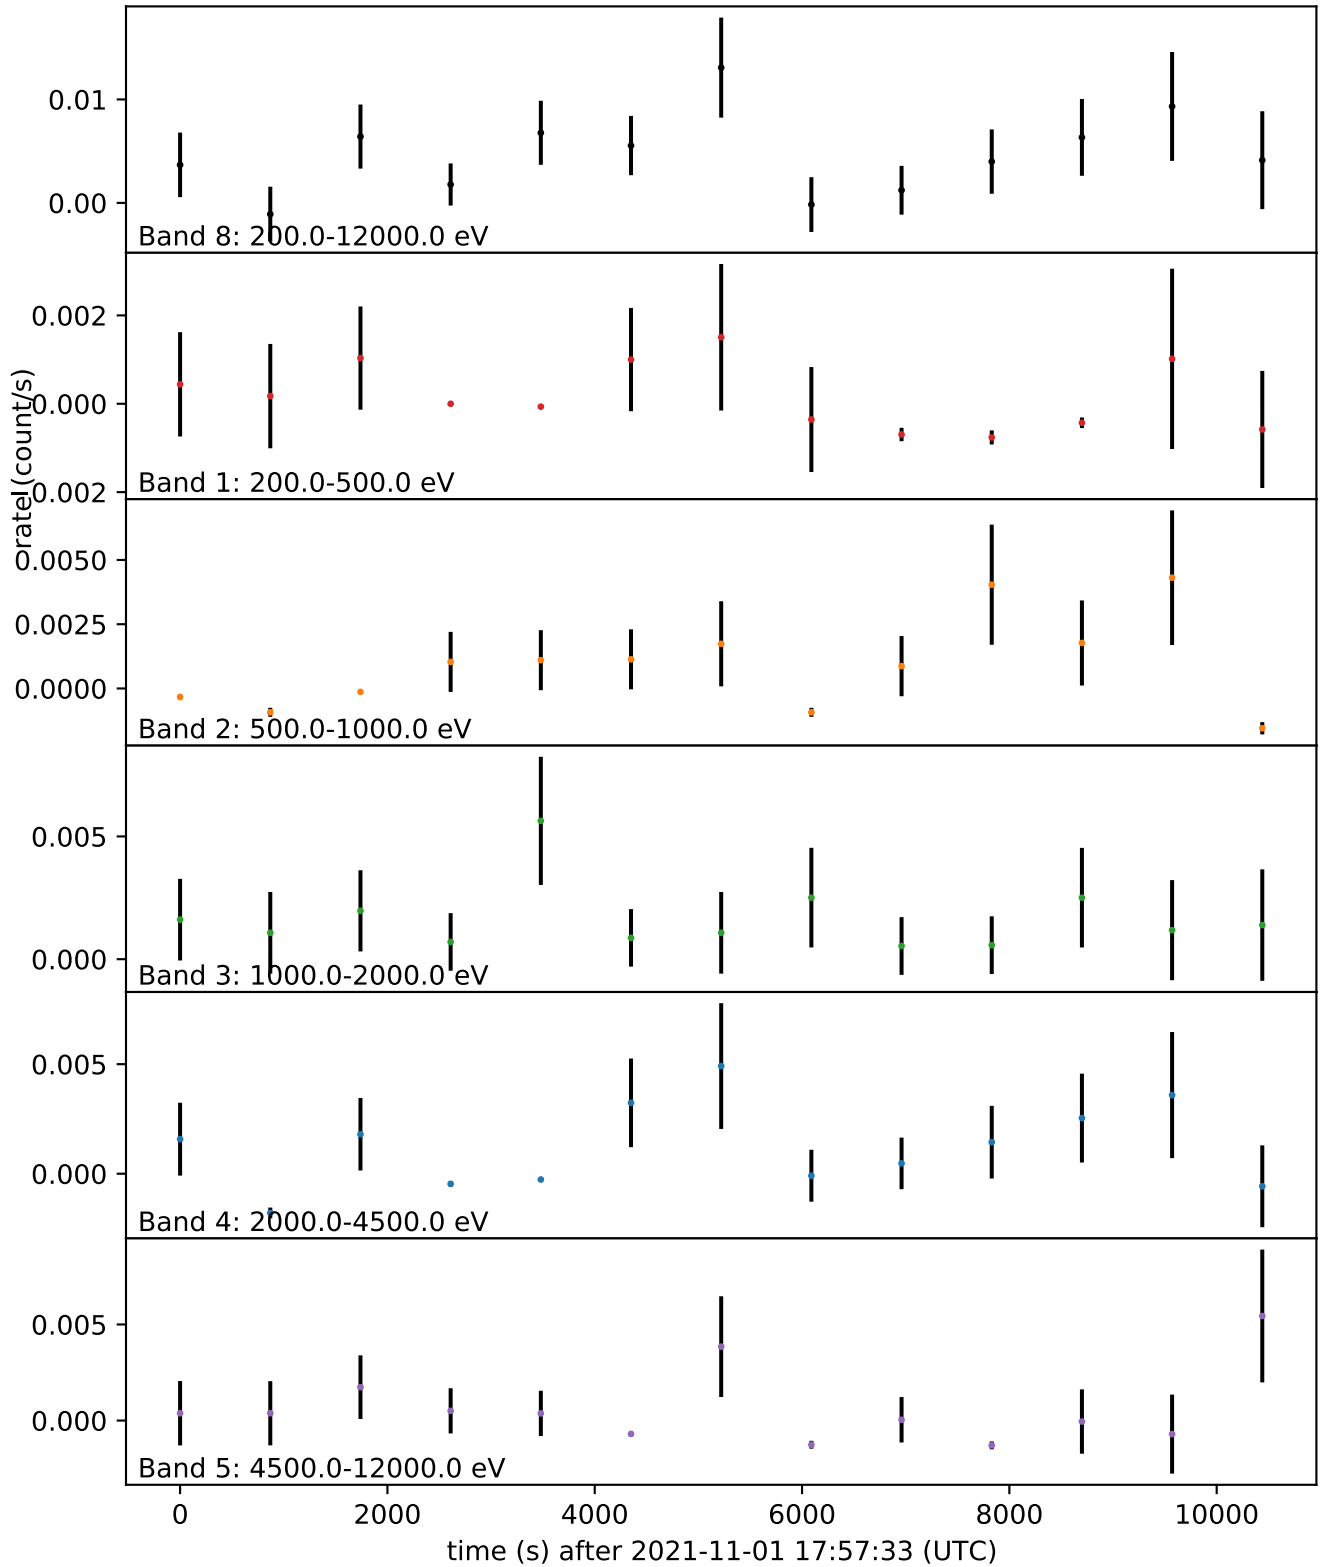 0.01
0.00
Band 8: 200.0-12000.0 eV
0.002
0.000
0.002
Band 1: 200.0-500.0 eV
orate (count/s)
0.0050
0.0025
0.0000
Band 2: 500.0-1000.0 eV
0.005
0.000
Band 3: 1000.0-2000.0 eV
0.005
0.000
Band 4: 2000.0-4500.0 eV
0.005
0.000
Band 5: 4500.0-12000.0 eV
0 2000 4000 6000 8000 10000
time (s) after 2021-11-01 17:57:33 (UTC)